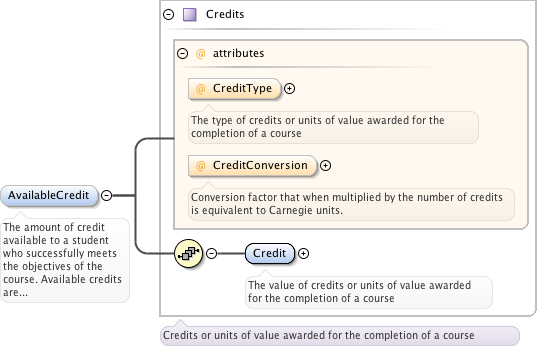 Credits
@ attributes
@ CreditType
The type of credits or units of value awarded for the
completion of a course
@ CreditConversion
Conversion factor that when multiplied by the number of credits
is equivalent to Carnegie units.
AvailableCredit
The amount of credit
available to a student
who successfully meets
the objectives of the
course. Available credits
are...
Credit
The value of credits or units of value awarded
for the completion of a course
Credits or units of value awarded for the completion of a course